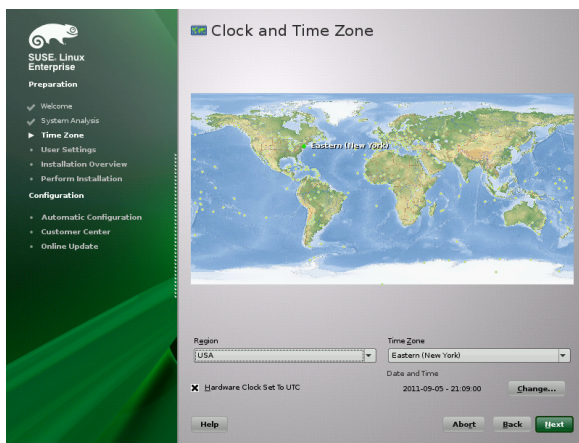 SUSE. Linux
Enterprise
Preparation
Welcome
System Analysis
Time Zone
User Settings
Installation Overview
Perform Installation
Configuration
Automatic Configuration
Customer Center
Online Update
Clock and Time Zone
Eastern (New York)
Region
USA
Time Zone
Eastern (New York)
Hardware Clock Set To UTC
Date and Time
2011-09-05 - 21:09:00
Change...
Help
Abort
Back
Next